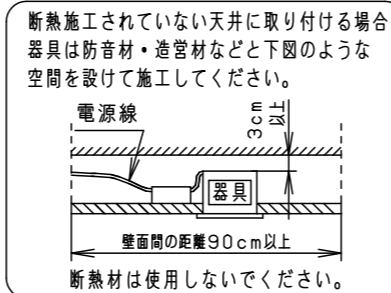 断熱施工されていない天井に取り付ける場合
器具は防音材・造営材などと下図のような
空間を設けて施工してください。
電源線
3cm
以上
器具
壁面間の距離90cm以上
断熱材は使用しないでください。